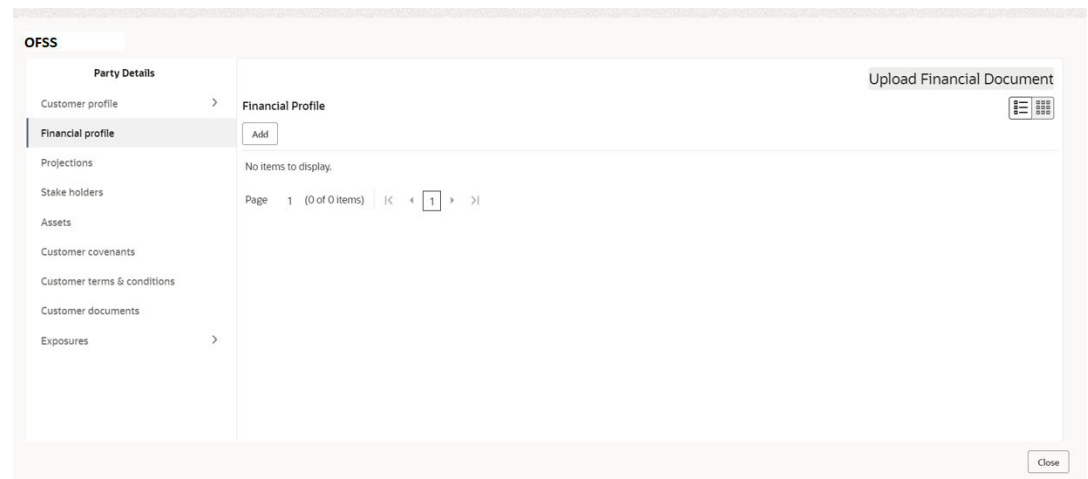 OFSS
Party Details
Customer profile
Financial profile
Projections
Stake holders
Assets
Customer covenants
Customer terms & conditions
Customer documents
Exposures
Upload Financial Document
Financial Profile
Add
No items to display.
Page 1 (0 of 0 items) 1
Close